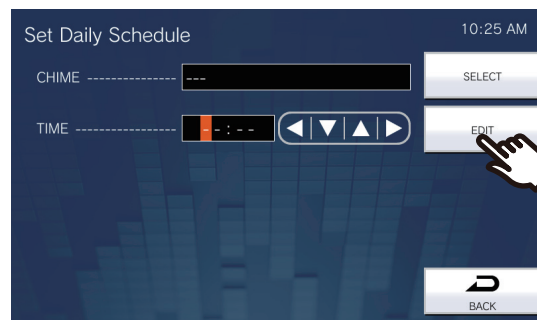 Set Daily Schedule
10:25 AM
CHIME --------------- ---
SELECT
TIME ----------------- --:--
EDIT
BACK